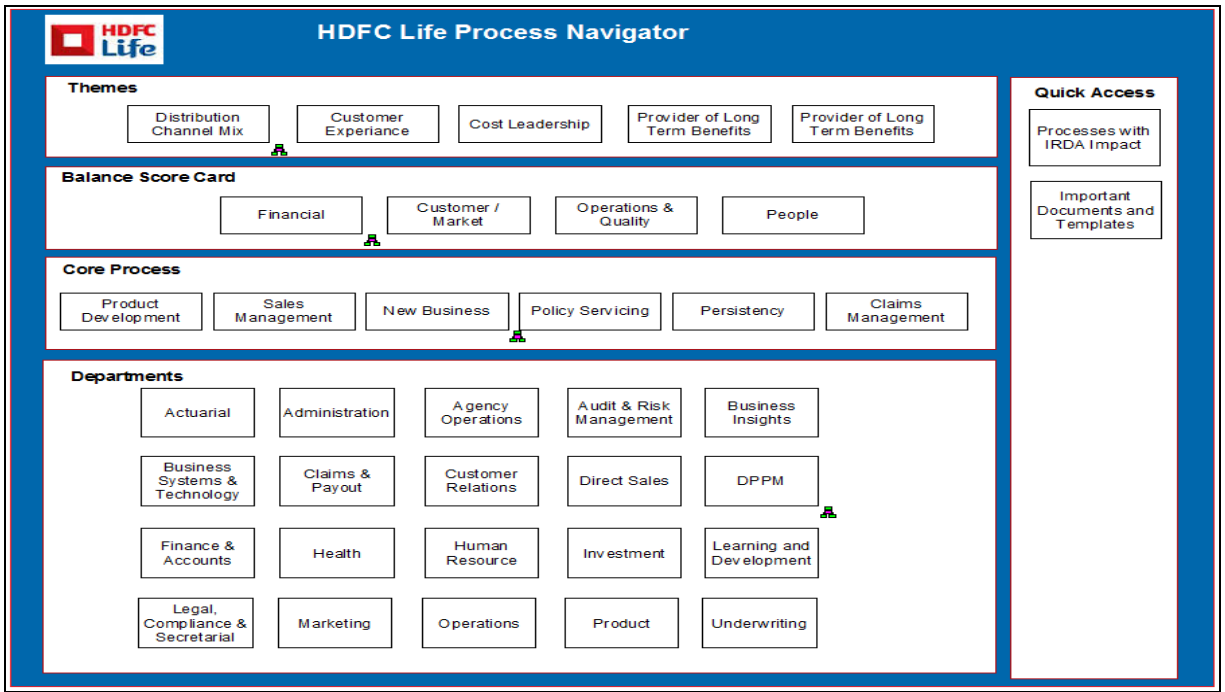 HDFC
Life
HDFC Life Process Navigator
Themes
Distribution
Channel Mix
Customer
Experiance
Cost Leadership
Provider of Long
Term Benefits
Provider of Long
Term Benefits
Balance Score Card
Financial
Customer /
Market
Operations &
Quality
People
Core Process
Product
Development
Sales
Management
New Business
Policy Servicing
Persistency
Claims
Management
Departments
Actuarial
Administration
Agency
Operations
Audit & Risk
Management
Business
Insights
Business
Systems &
Technology
Claims &
Payout
Customer
Relations
Direct Sales
DPPM
Finance &
Accounts
Health
Human
Resource
Investment
Learning and
Development
Legal,
Compliance &
Secretarial
Marketing
Operations
Product
Underwriting
Quick Access
Processes with
IRDA Impact
Important
Documents and
Templates